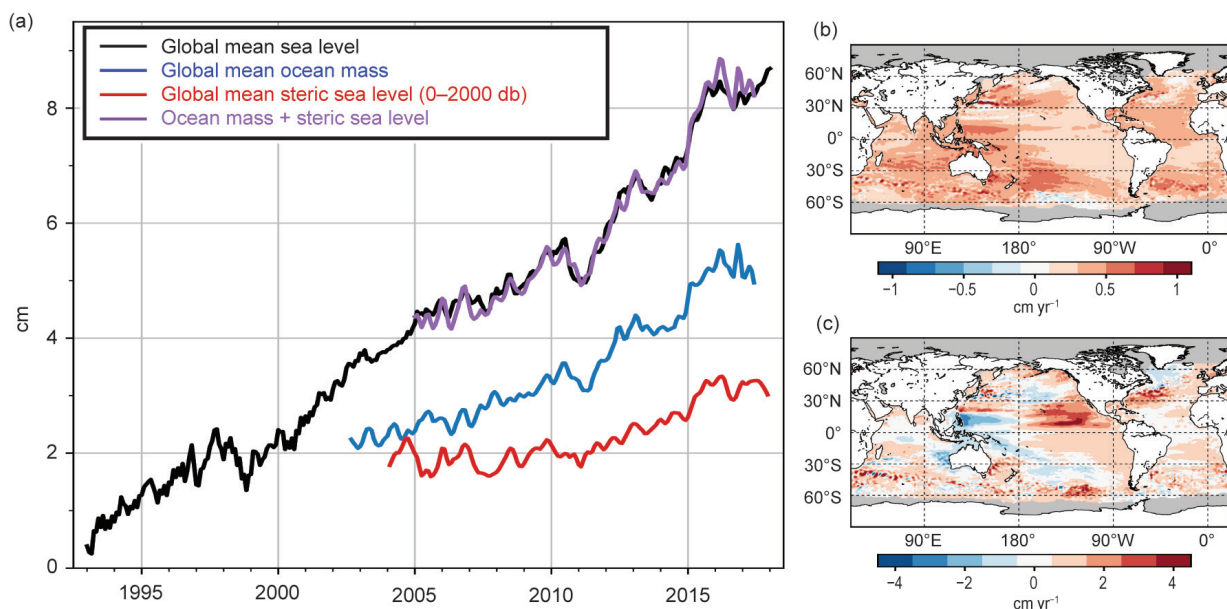 (a)
Global mean sea level
Global mean ocean mass
Global mean steric sea level (0–2000 db)
Ocean mass + steric sea level
cm
8
6
4
2
0
1995 2000 2005 2010 2015
(b)
60°N
30°N
0°
30°S
60°S
90°E 180° 90°W 0°
−1 −0.5 0 0.5 1
cm yr⁻¹
(c)
60°N
30°N
0°
30°S
60°S
90°E 180° 90°W 0°
−4 −2 0 2 4
cm yr⁻¹